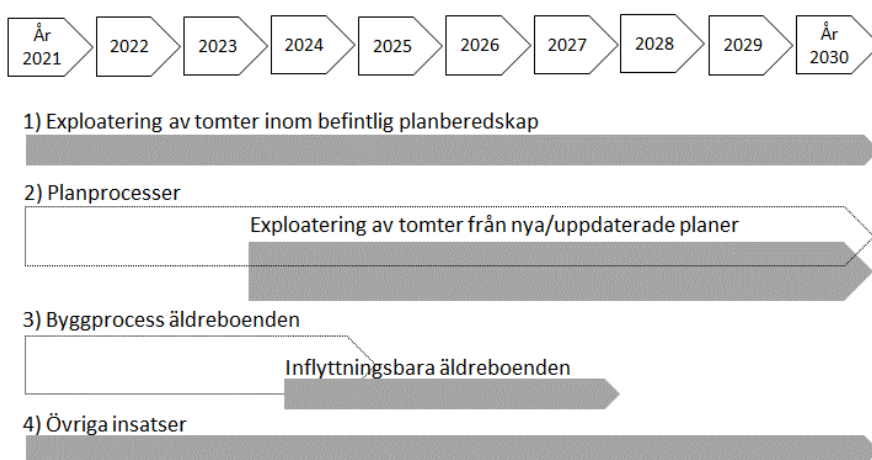 År
2021
2022
2023
2024
2025
2026
2027
2028
2029
År
2030
1) Exploatering av tomter inom befintlig planberedskap
2) Planprocesser
Exploatering av tomter från nya/uppdaterade planer
3) Byggprocess äldreboenden
Inflyttningsbara äldreboenden
4) Övriga insatser